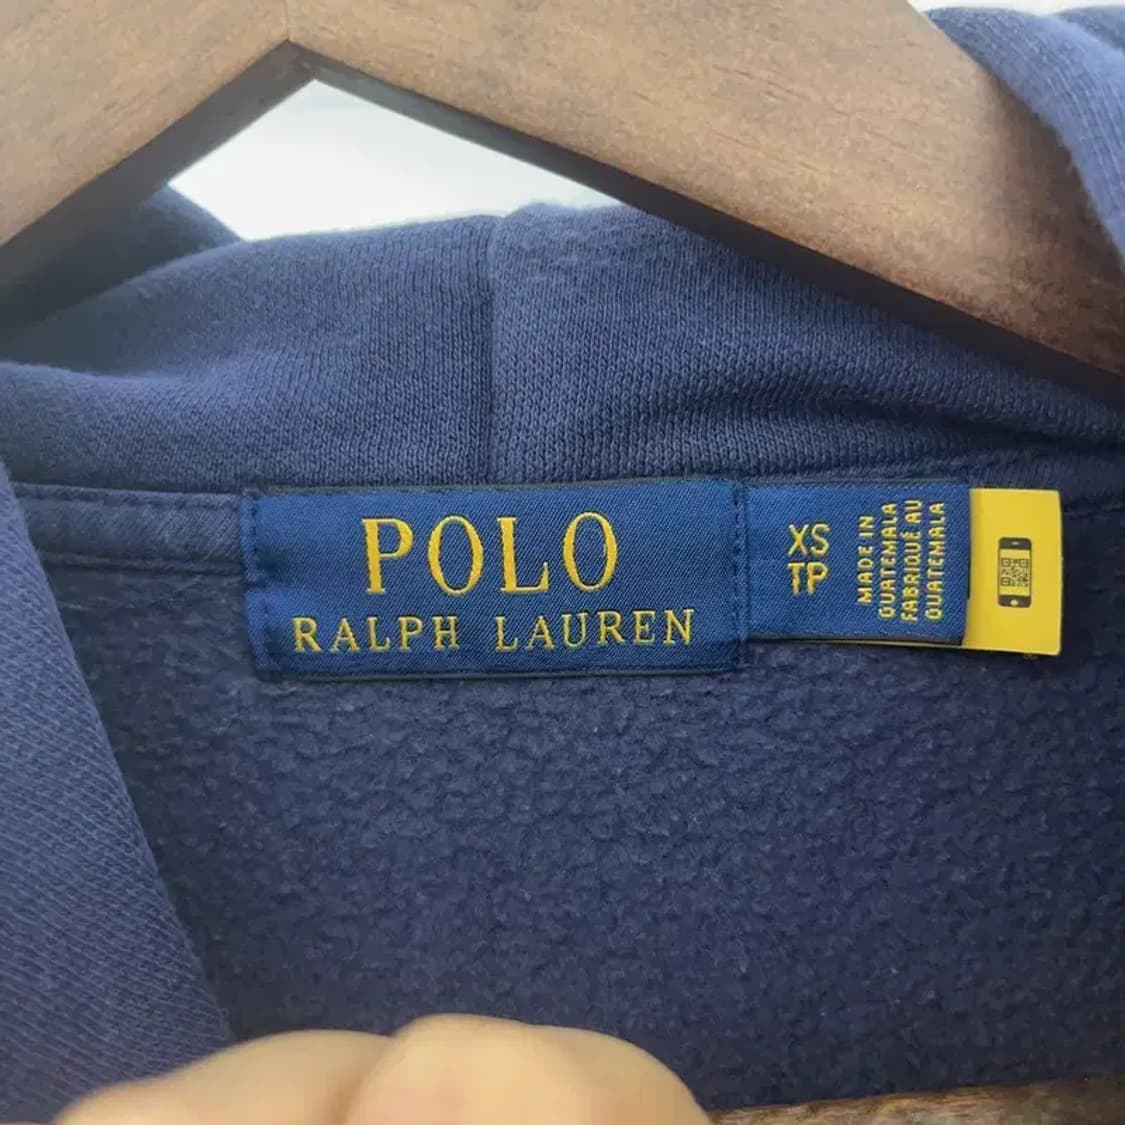 POLO
RALPH LAUREN
XS
TP
MADE IN
GUATEMALA
FABRIQUÉ AU
GUATEMALA